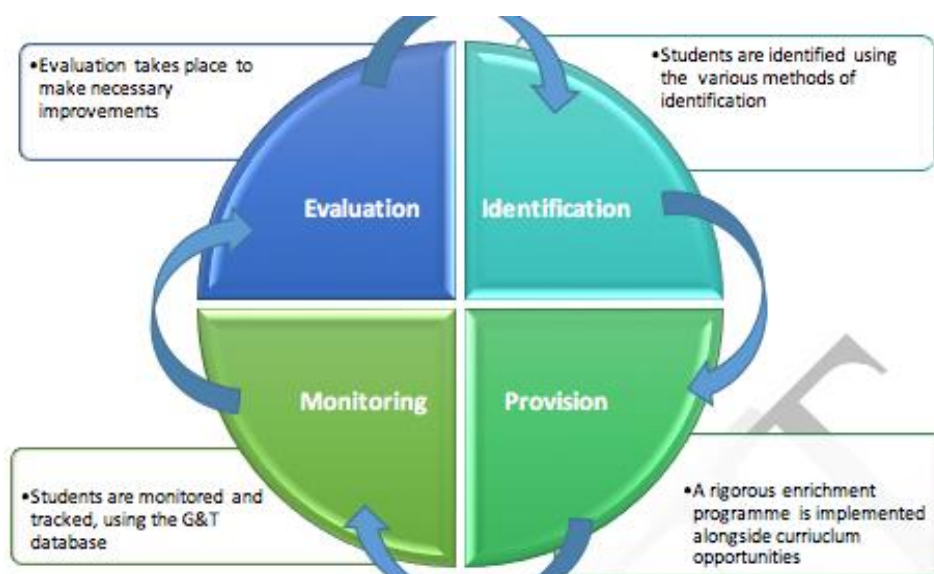 •Evaluation takes place to
make necessary
improvements
•Students are identified using
the various methods of
identification
Evaluation
Identification
Monitoring
Provision
•Students are monitored and
tracked, using the G&T
database
•A rigorous enrichment
programme is implemented
alongside curriuclum
opportunities